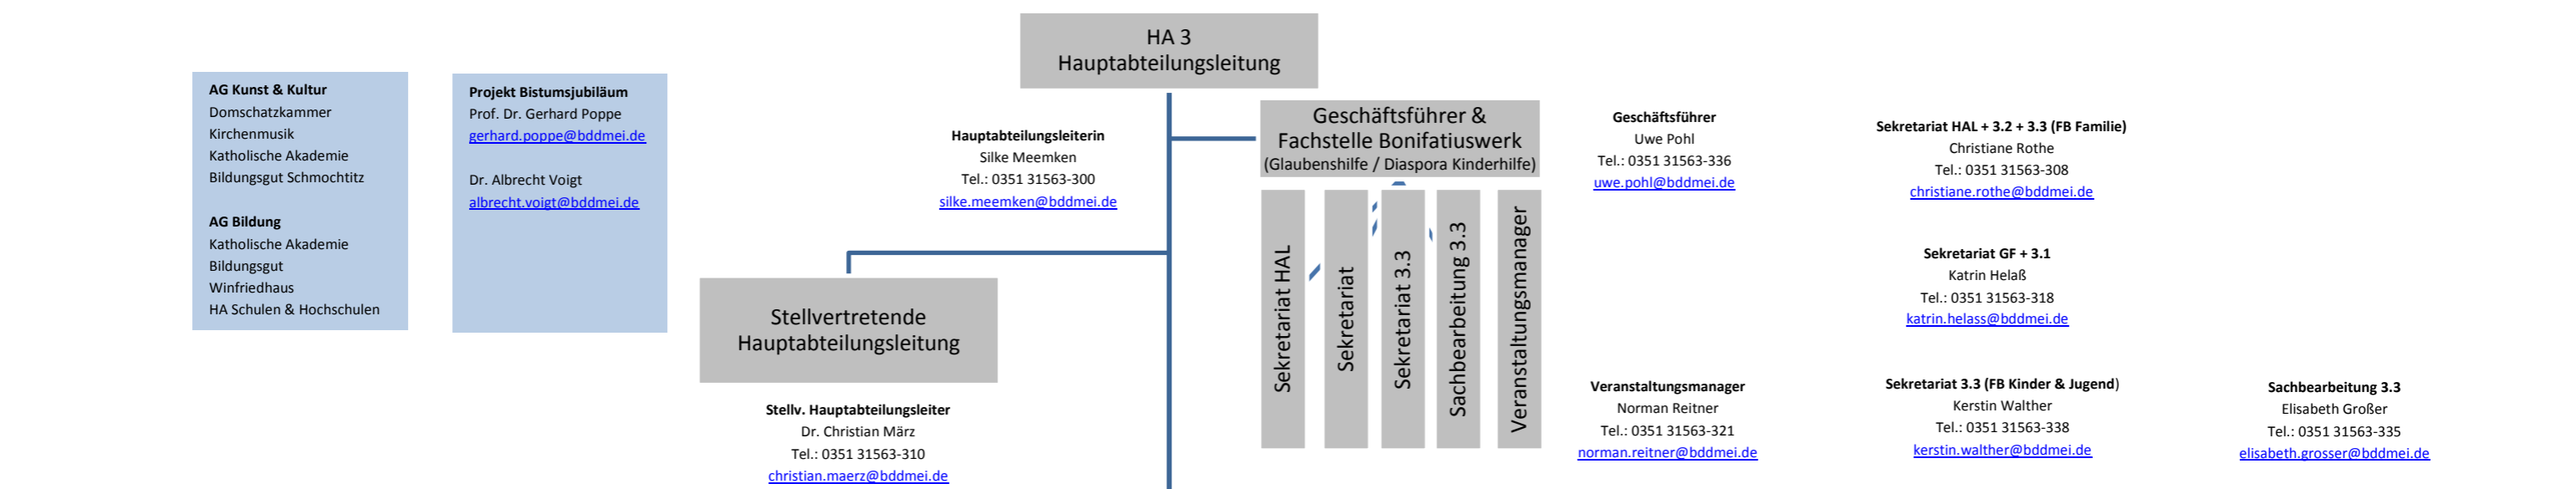 HA 3
Hauptabteilungsleitung
AG Kunst & Kultur
Domschatzkammer
Kirchenmusik
Katholische Akademie
Bildungsgut Schmochtitz
AG Bildung
Katholische Akademie
Bildungsgut
Winfriedhaus
HA Schulen & Hochschulen
Projekt Bistumsjubiläum
Prof. Dr. Gerhard Poppe
gerhard.poppe@bddmei.de
Dr. Albrecht Voigt
albrecht.voigt@bddmei.de
Hauptabteilungsleiterin
Silke Meemken
Tel.: 0351 31563-300
silke.meemken@bddmei.de
Geschäftsführer &
Fachstelle Bonifatiuswerk
(Glaubenshilfe / Diaspora Kinderhilfe)
Geschäftsführer
Uwe Pohl
Tel.: 0351 31563-336
uwe.pohl@bddmei.de
Sekretariat HAL + 3.2 + 3.3 (FB Familie)
Christiane Rothe
Tel.: 0351 31563-308
christiane.rothe@bddmei.de
Sekretariat HAL
Sekretariat
Sekretariat 3.3
Sachbearbeitung 3.3
Veranstaltungsmanager
Sekretariat GF + 3.1
Katrin Helaß
Tel.: 0351 31563-318
katrin.helass@bddmei.de
Stellvertretende
Hauptabteilungsleitung
Stellv. Hauptabteilungsleiter
Dr. Christian März
Tel.: 0351 31563-310
christian.maerz@bddmei.de
Veranstaltungsmanager
Norman Reitner
Tel.: 0351 31563-321
norman.reitner@bddmei.de
Sekretariat 3.3 (FB Kinder & Jugend)
Kerstin Walther
Tel.: 0351 31563-338
kerstin.walther@bddmei.de
Sachbearbeitung 3.3
Elisabeth Großer
Tel.: 0351 31563-335
elisabeth.grosser@bddmei.de